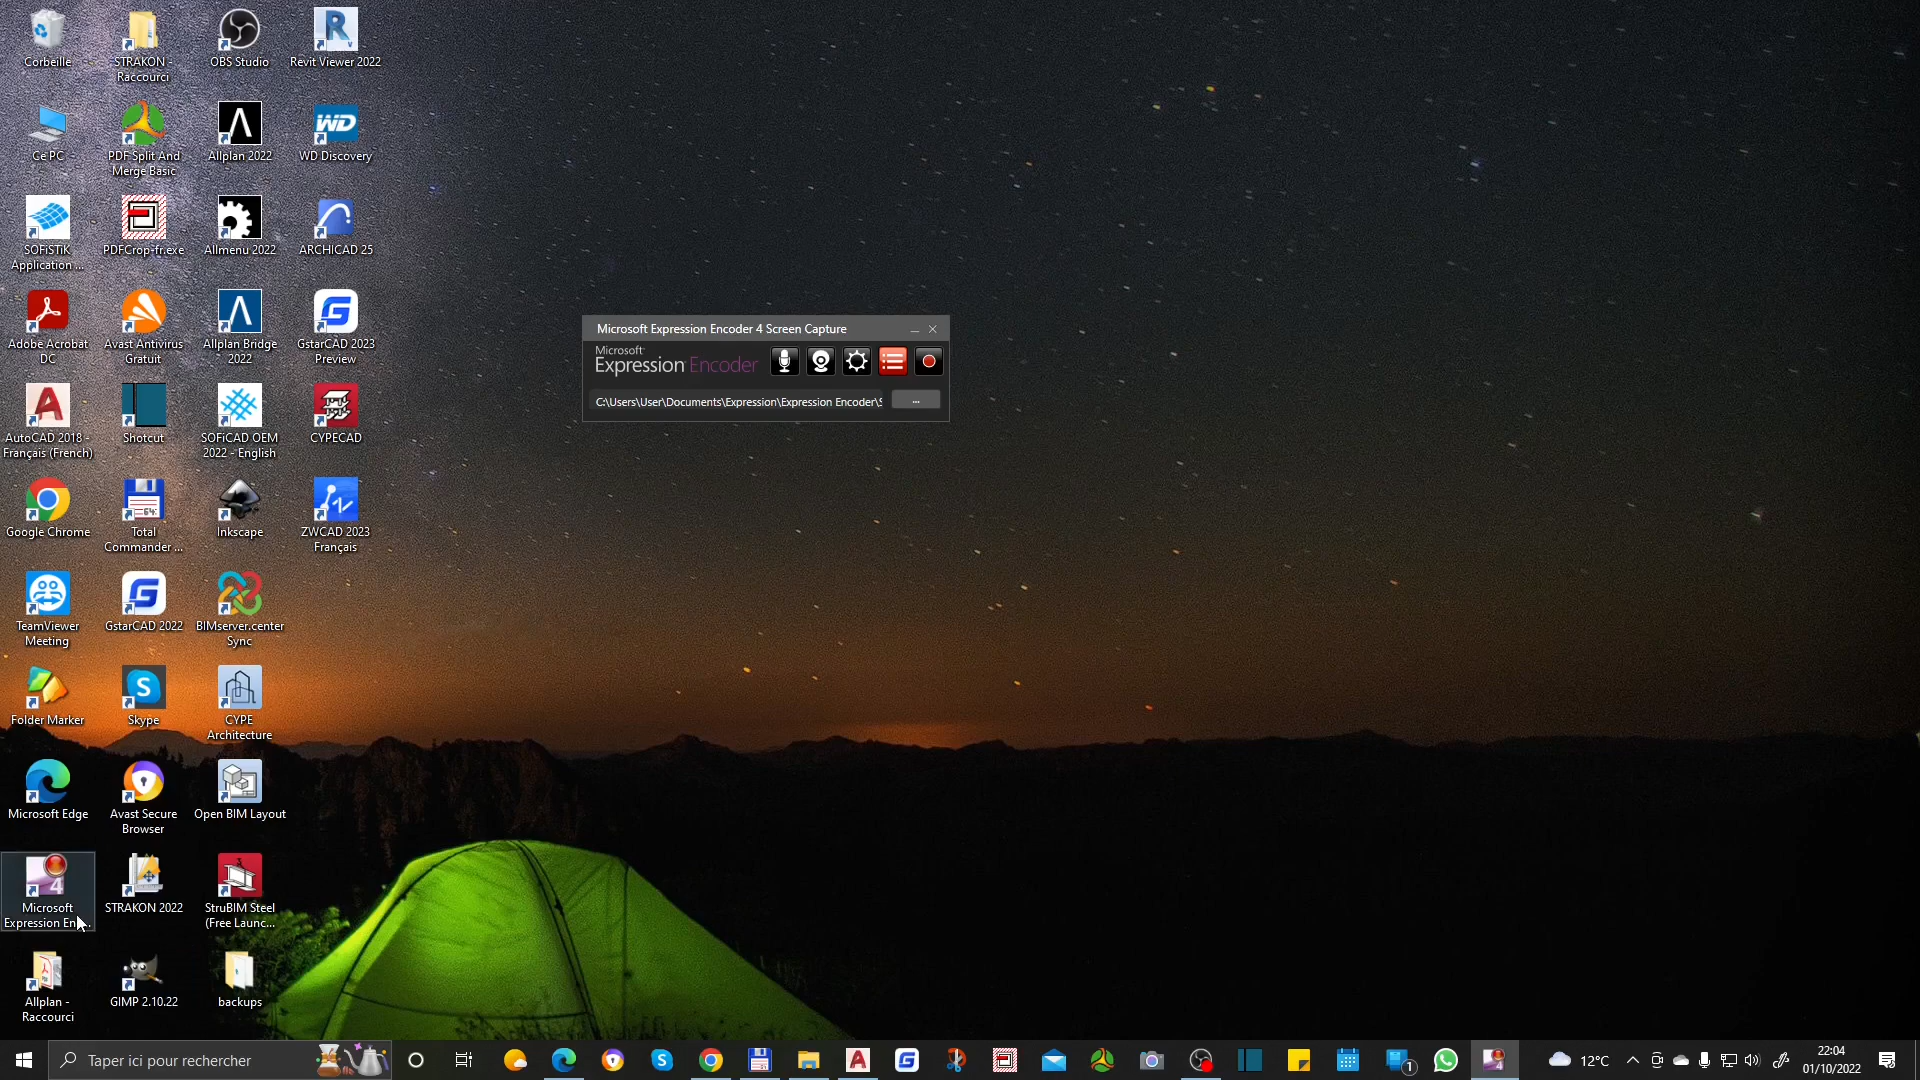 Corbeille
STRAKON -
Raccourci
OBS Studio
Revit Viewer 2022
Ce PC
PDF Split And
Merge Basic
Allplan 2022
WD Discovery
SOFiSTiK
Application ...
PDFCrop-fr.exe
Allmenu 2022
ARCHICAD 25
Adobe Acrobat
DC
Avast Antivirus
Gratuit
Allplan Bridge
2022
GstarCAD 2023
Preview
AutoCAD 2018 -
Français (French)
Shotcut
SOFiCAD OEM
2022 - English
CYPECAD
Google Chrome
Total
Commander ...
Inkscape
ZWCAD 2023
Français
TeamViewer
Meeting
GstarCAD 2022
BIMserver.center
Sync
Folder Marker
Skype
CYPE
Architecture
Microsoft Edge
Avast Secure
Browser
Open BIM Layout
Microsoft
Expression En...
STRAKON 2022
StruBIM Steel
(Free Launc...
Allplan -
Raccourci
GIMP 2.10.22
backups
Microsoft Expression Encoder 4 Screen Capture
Microsoft
Expression Encoder
C:\Users\User\Documents\Expression\Expression Encoder\S
...
Taper ici pour rechercher
1
12°C
22:04
01/10/2022